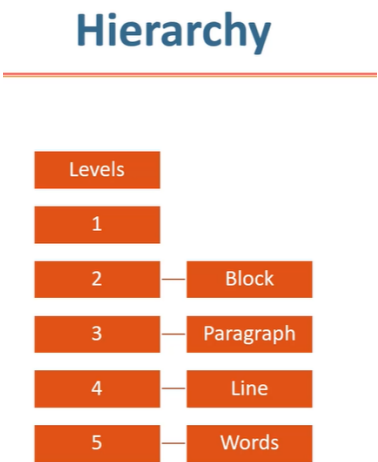 Hierarchy
Levels
1
2 Block
3 Paragraph
4 Line
5 Words